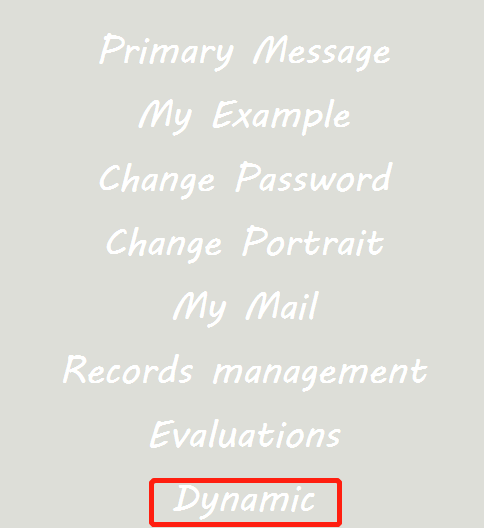 Primary Message
My Example
Change Password
Change Portrait
My Mail
Records management
Evaluations
Dynamic